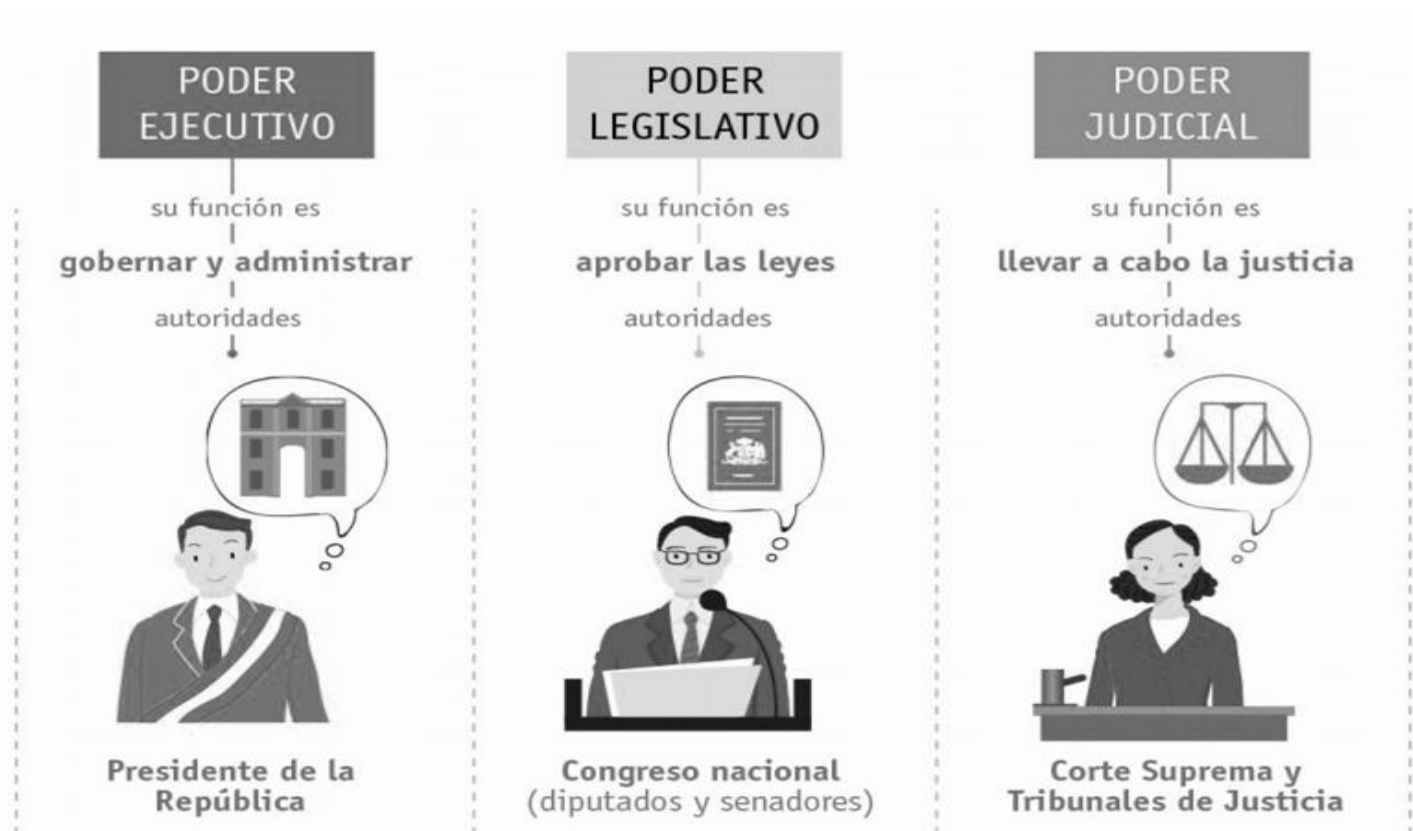 PODER
EJECUTIVO
su función es
gobernar y administrar
autoridades
Presidente de la
República
PODER
LEGISLATIVO
su función es
aprobar las leyes
autoridades
Congreso nacional
(diputados y senadores)
PODER
JUDICIAL
su función es
llevar a cabo la justicia
autoridades
Corte Suprema y
Tribunales de Justicia